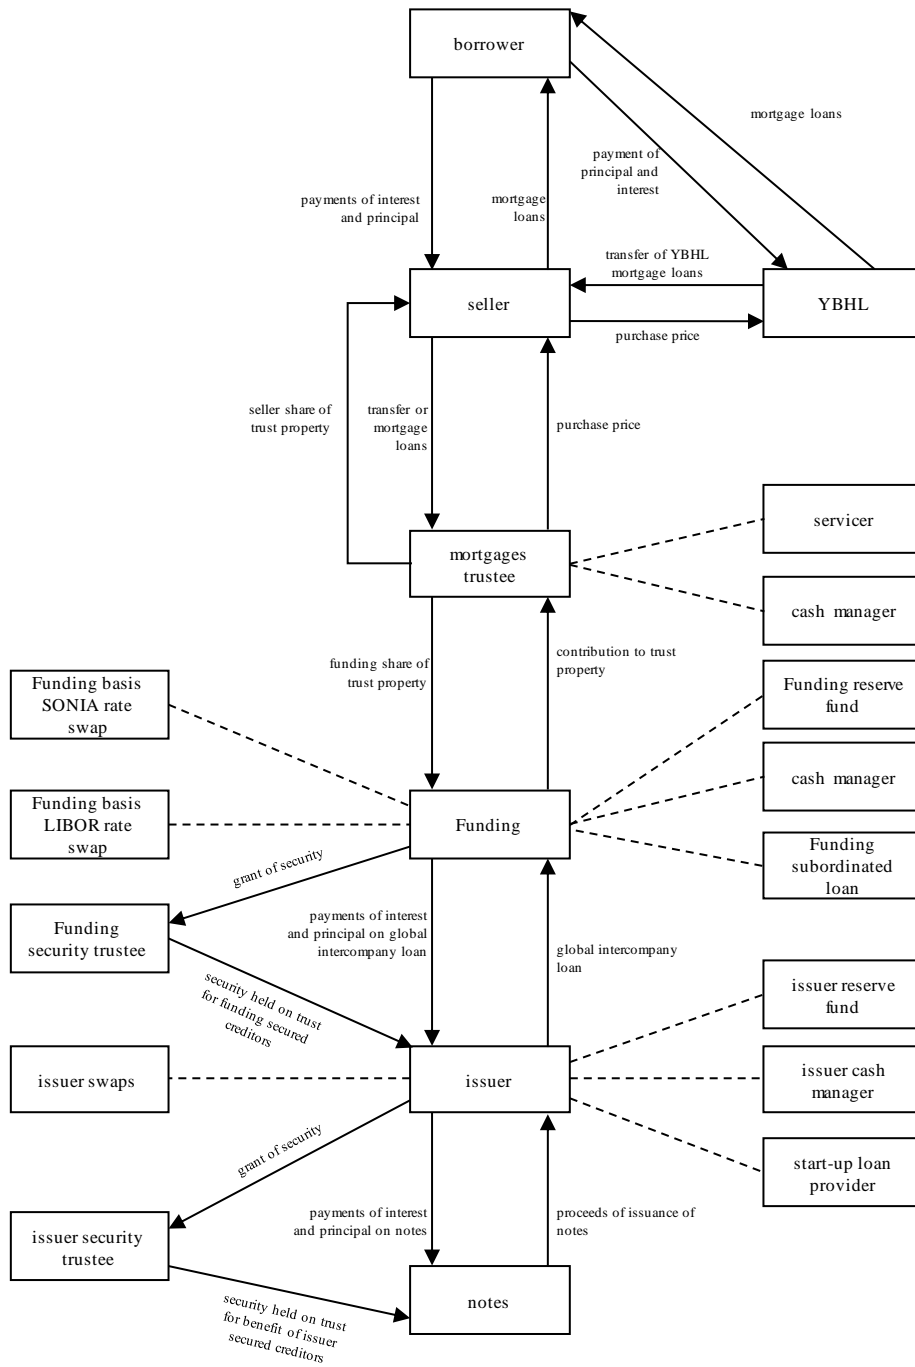 borrower
mortgage loans
payment of
principal and
interest
payments of interest
and principal
mortgage
loans
transfer of YBHL
mortgage loans
seller
YBHL
purchase price
seller share of
trust property
transfer or
mortgage
loans
purchase price
servicer
mortgages
trustee
cash manager
funding share of
trust property
contribution to trust
property
Funding basis
SONIA rate
swap
Funding reserve
fund
cash manager
Funding basis
LIBOR rate
swap
Funding
Funding
subordinated
loan
grant of security
Funding
security trustee
payments of interest
and principal on global
intercompany loan
global intercompany
loan
security held on trust
for funding secured
creditors
issuer reserve
fund
issuer swaps
issuer
issuer cash
manager
grant of security
start-up loan
provider
payments of interest
and principal on notes
proceeds of issuance of
notes
issuer security
trustee
notes
security held on trust
for benefit of issuer
secured creditors